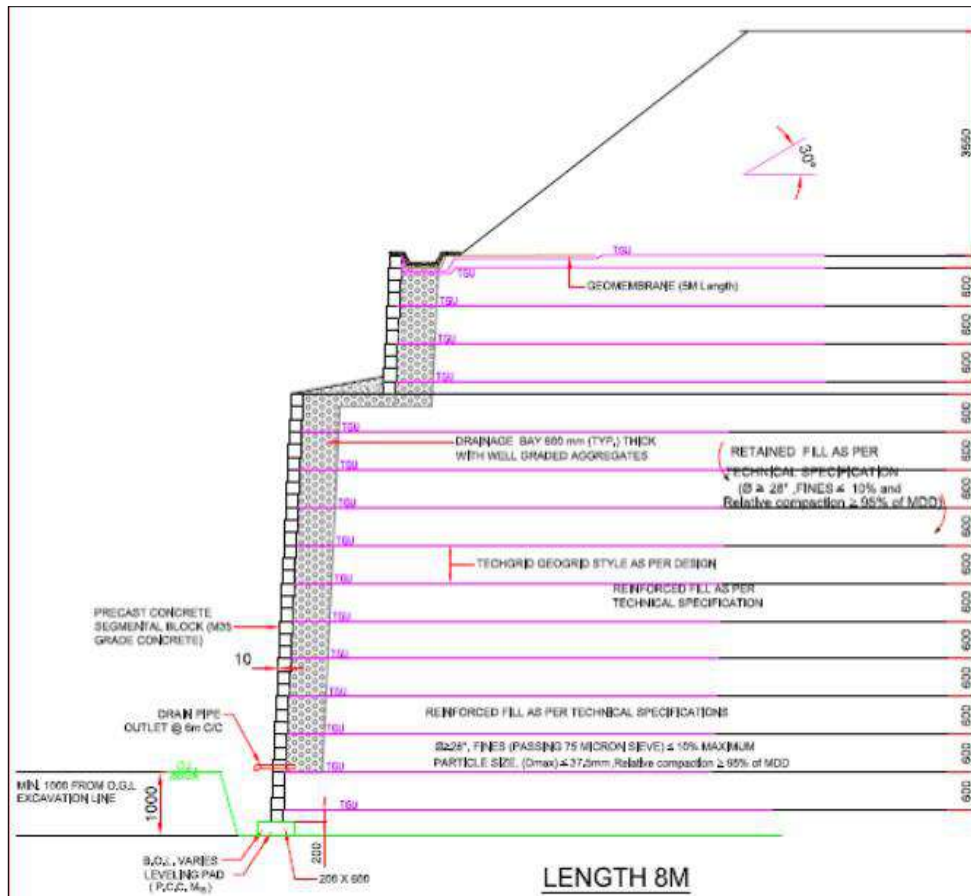 3550
30°
TGU
GEOMEMBRANE (5M Length)
TGU
600
TGU
600
TGU
600
TGU
600
TGU
600
DRAINAGE BAY 600 mm (TYP.) THICK
WITH WELL GRADED AGGREGATES
RETAINED FILL AS PER
TECHNICAL SPECIFICATION
(Ø ≥ 28°, FINES ≤ 10% and
Relative compaction ≥ 95% of MDD)
TGU
600
TGU
600
TGU
600
TECHGRID GEOGRID STYLE AS PER DESIGN
TGU
600
REINFORCED FILL AS PER
TECHNICAL SPECIFICATION
PRECAST CONCRETE
SEGMENTAL BLOCK (M35
GRADE CONCRETE)
TGU
600
10
TGU
600
TGU
600
DRAIN PIPE
OUTLET @ 6m C/C
REINFORCED FILL AS PER TECHNICAL SPECIFICATIONS
TGU
600
Ø≥28°, FINES (PASSING 75 MICRON SIEVE) ≤ 10% MAXIMUM
PARTICLE SIZE, (Dmax) ≤ 37.5mm, Relative compaction ≥ 95% of MDD
TGU
600
MIN. 1000 FROM O.G.L
EXCAVATION LINE
1000
TGU
B.O.L. VARIES
LEVELING PAD
(P.C.C. M₁₅)
200 X 600
200
LENGTH 8M